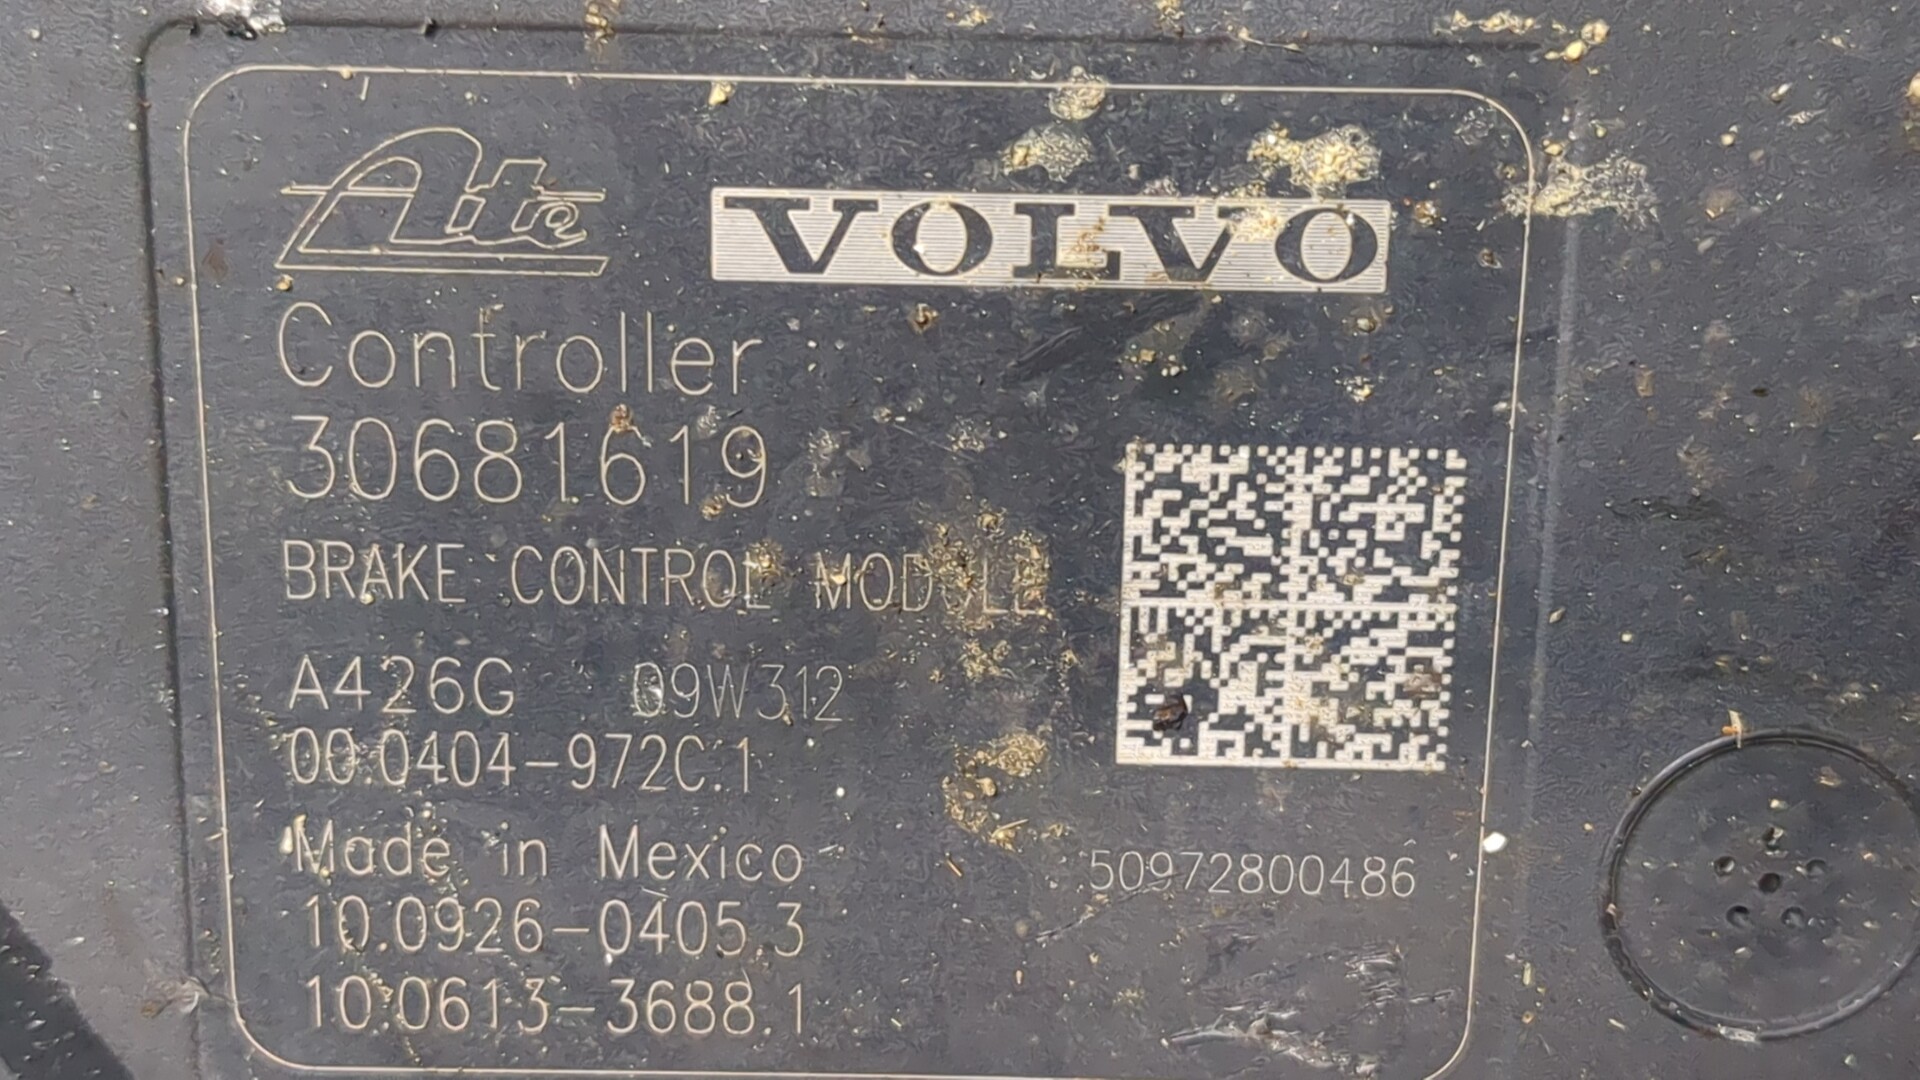 Ate VOLVO
Controller
30681619
BRAKE CONTROL MODULE
A426G 09W312
00.0404-972C.1
Made in Mexico
50972800486
10.0926-0405.3
10.0613-3688.1